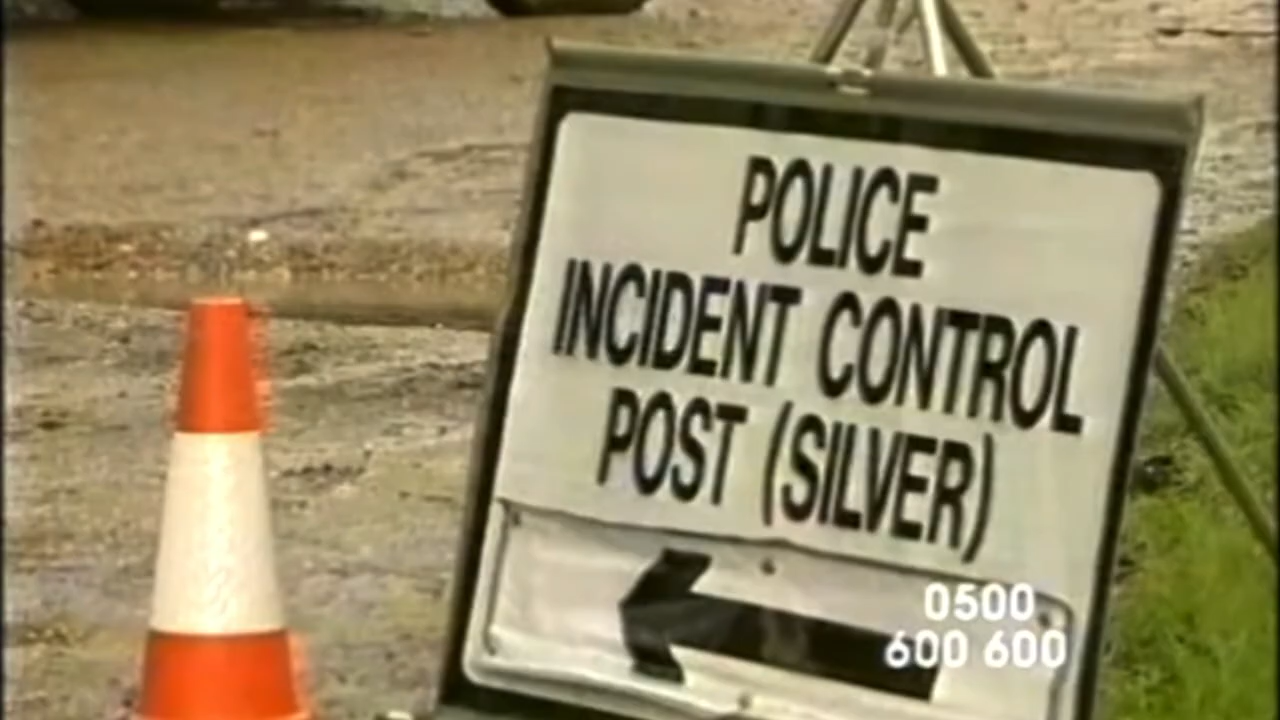 POLICE
INCIDENT CONTROL
POST (SILVER)
0500
600 600